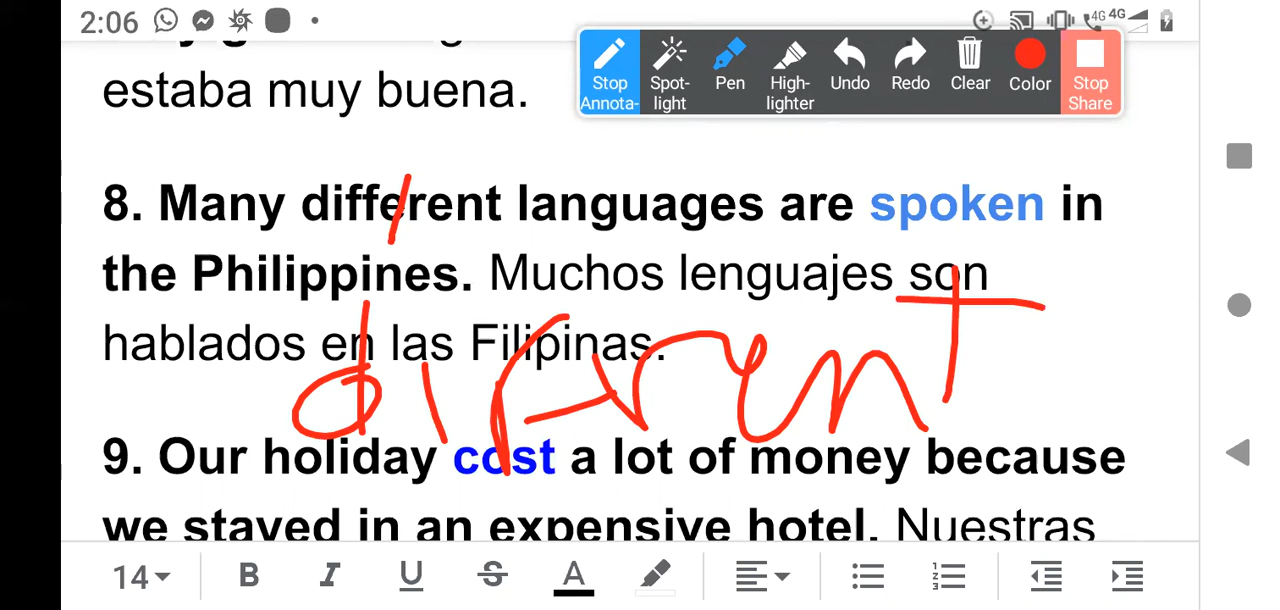 2:06
4G 4G
Stop Annota-
Spot-light
Pen
High-lighter
Undo
Redo
Clear
Color
Stop Share
estaba muy buena.
8. Many different languages are spoken in
the Philippines. Muchos lenguajes son
hablados en las Filipinas.
difrent
9. Our holiday cost a lot of money because
we stayed in an expensive hotel. Nuestras
14 B I U S A